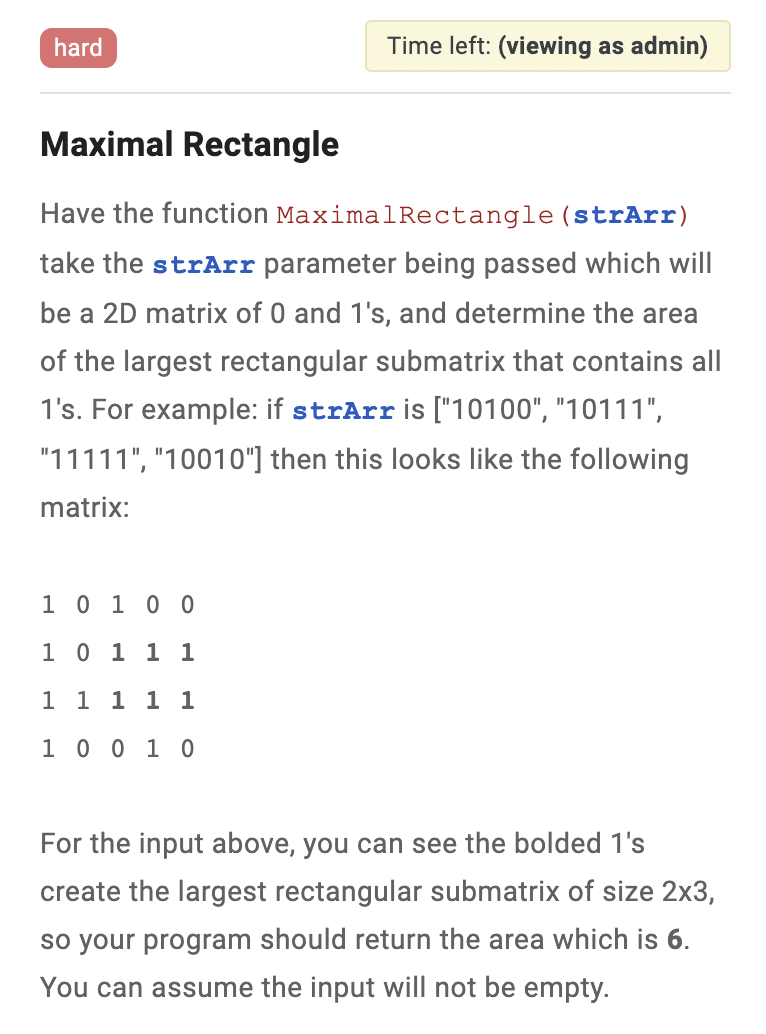 hard
Time left: (viewing as admin)
Maximal Rectangle
Have the function MaximalRectangle(strArr)
take the strArr parameter being passed which will
be a 2D matrix of 0 and 1's, and determine the area
of the largest rectangular submatrix that contains all
1's. For example: if strArr is ["10100", "10111",
"11111", "10010"] then this looks like the following
matrix:
1 0 1 0 0
1 0 1 1 1
1 1 1 1 1
1 0 0 1 0
For the input above, you can see the bolded 1's
create the largest rectangular submatrix of size 2x3,
so your program should return the area which is 6.
You can assume the input will not be empty.